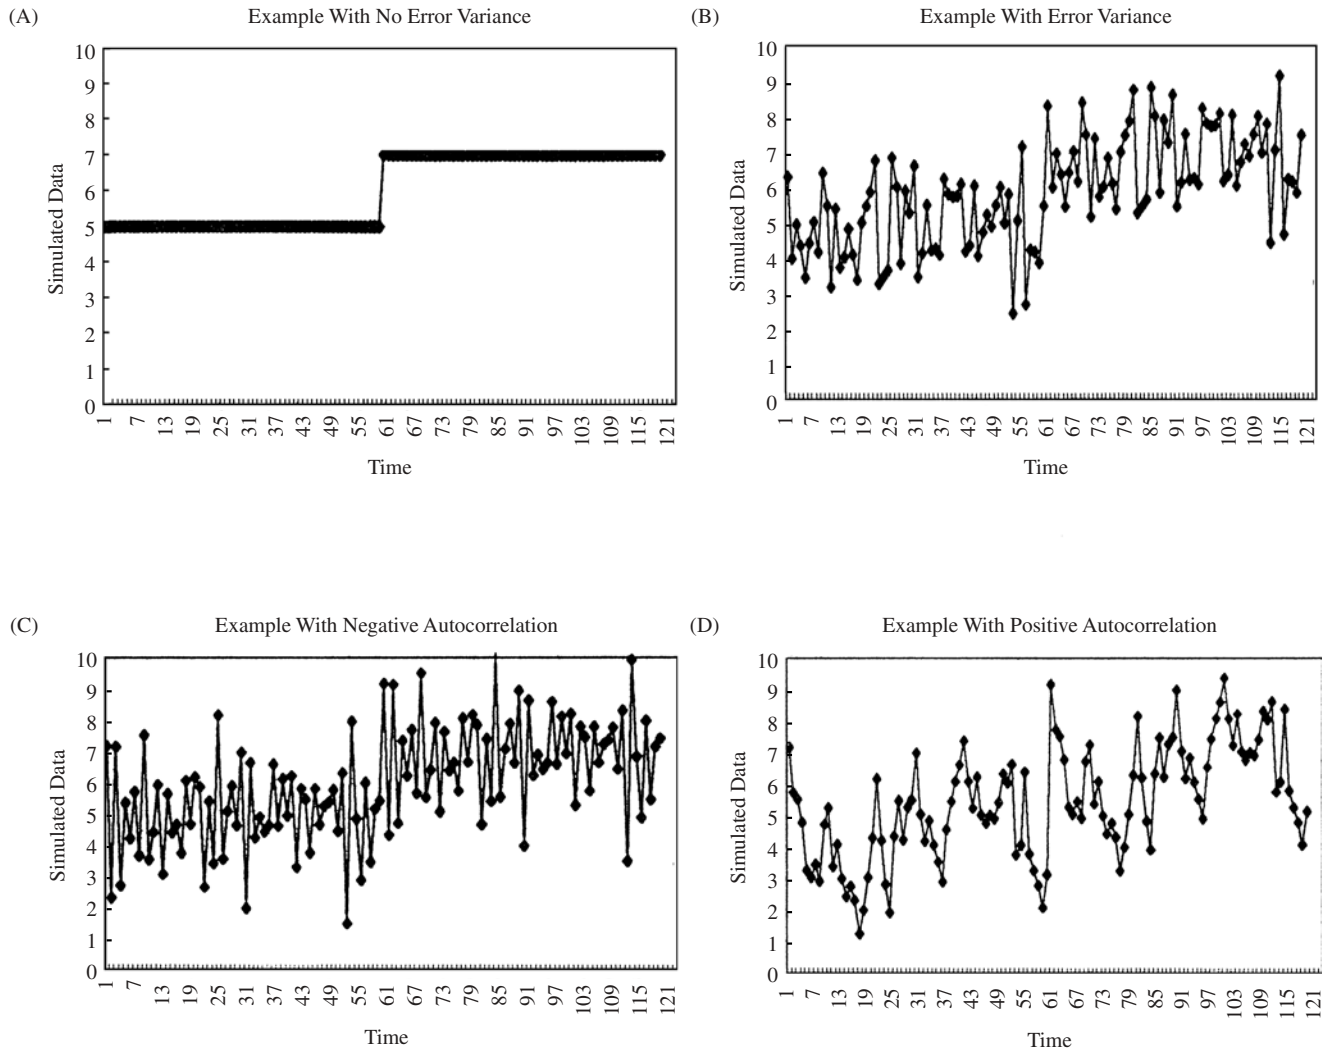 (A)
Example With No Error Variance
Simulated Data
10
9
8
7
6
5
4
3
2
1
0
1 7 13 19 25 31 37 43 49 55 61 67 73 79 85 91 97 103 109 115 121
Time
(B)
Example With Error Variance
Simulated Data
10
9
8
7
6
5
4
3
2
1
0
1 7 13 19 25 31 37 43 49 55 61 67 73 79 85 91 97 103 109 115 121
Time
(C)
Example With Negative Autocorrelation
Simulated Data
10
9
8
7
6
5
4
3
2
1
0
1 7 13 19 25 31 37 43 49 55 61 67 73 79 85 91 97 103 109 115 121
Time
(D)
Example With Positive Autocorrelation
Simulated Data
10
9
8
7
6
5
4
3
2
1
0
1 7 13 19 25 31 37 43 49 55 61 67 73 79 85 91 97 103 109 115 121
Time